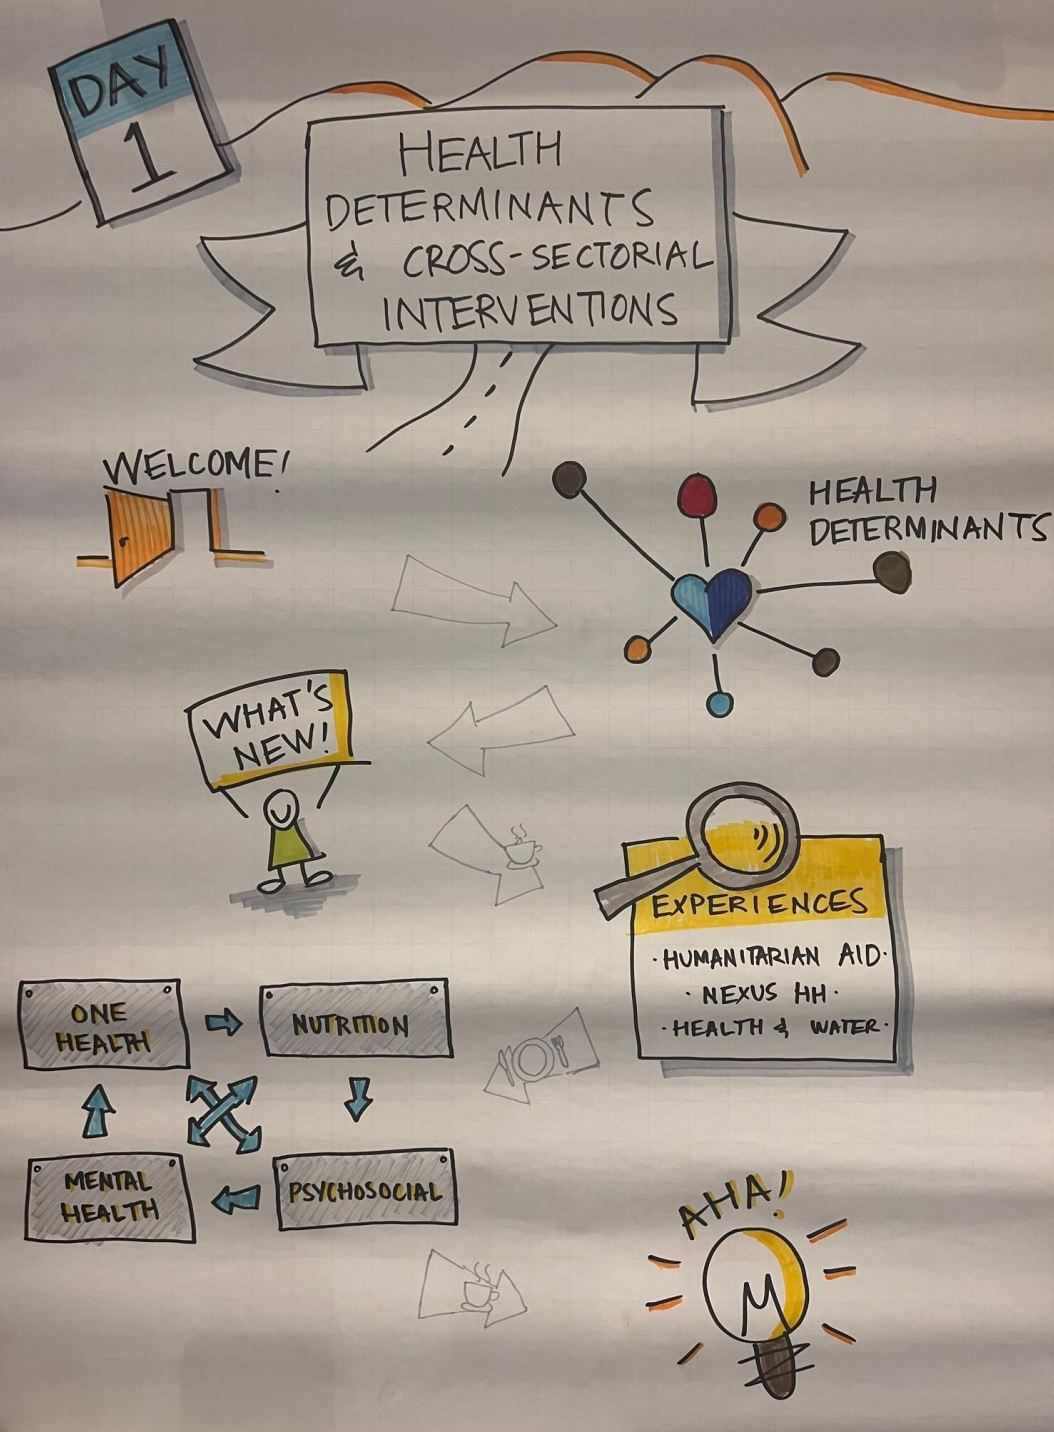 DAY
1
HEALTH
DETERMINANTS
& CROSS-SECTORIAL
INTERVENTIONS
WELCOME!
HEALTH
DETERMINANTS
WHAT'S
NEW!
EXPERIENCES
· HUMANITARIAN AID ·
· NEXUS HH ·
· HEALTH & WATER ·
ONE
HEALTH
NUTRITION
MENTAL
HEALTH
PSYCHOSOCIAL
AHA!